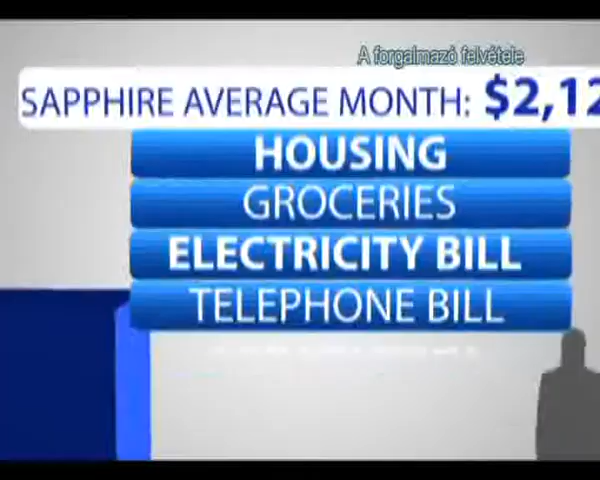 A forgalmazó felvétele
SAPPHIRE AVERAGE MONTH: $2,12
HOUSING
GROCERIES
ELECTRICITY BILL
TELEPHONE BILL